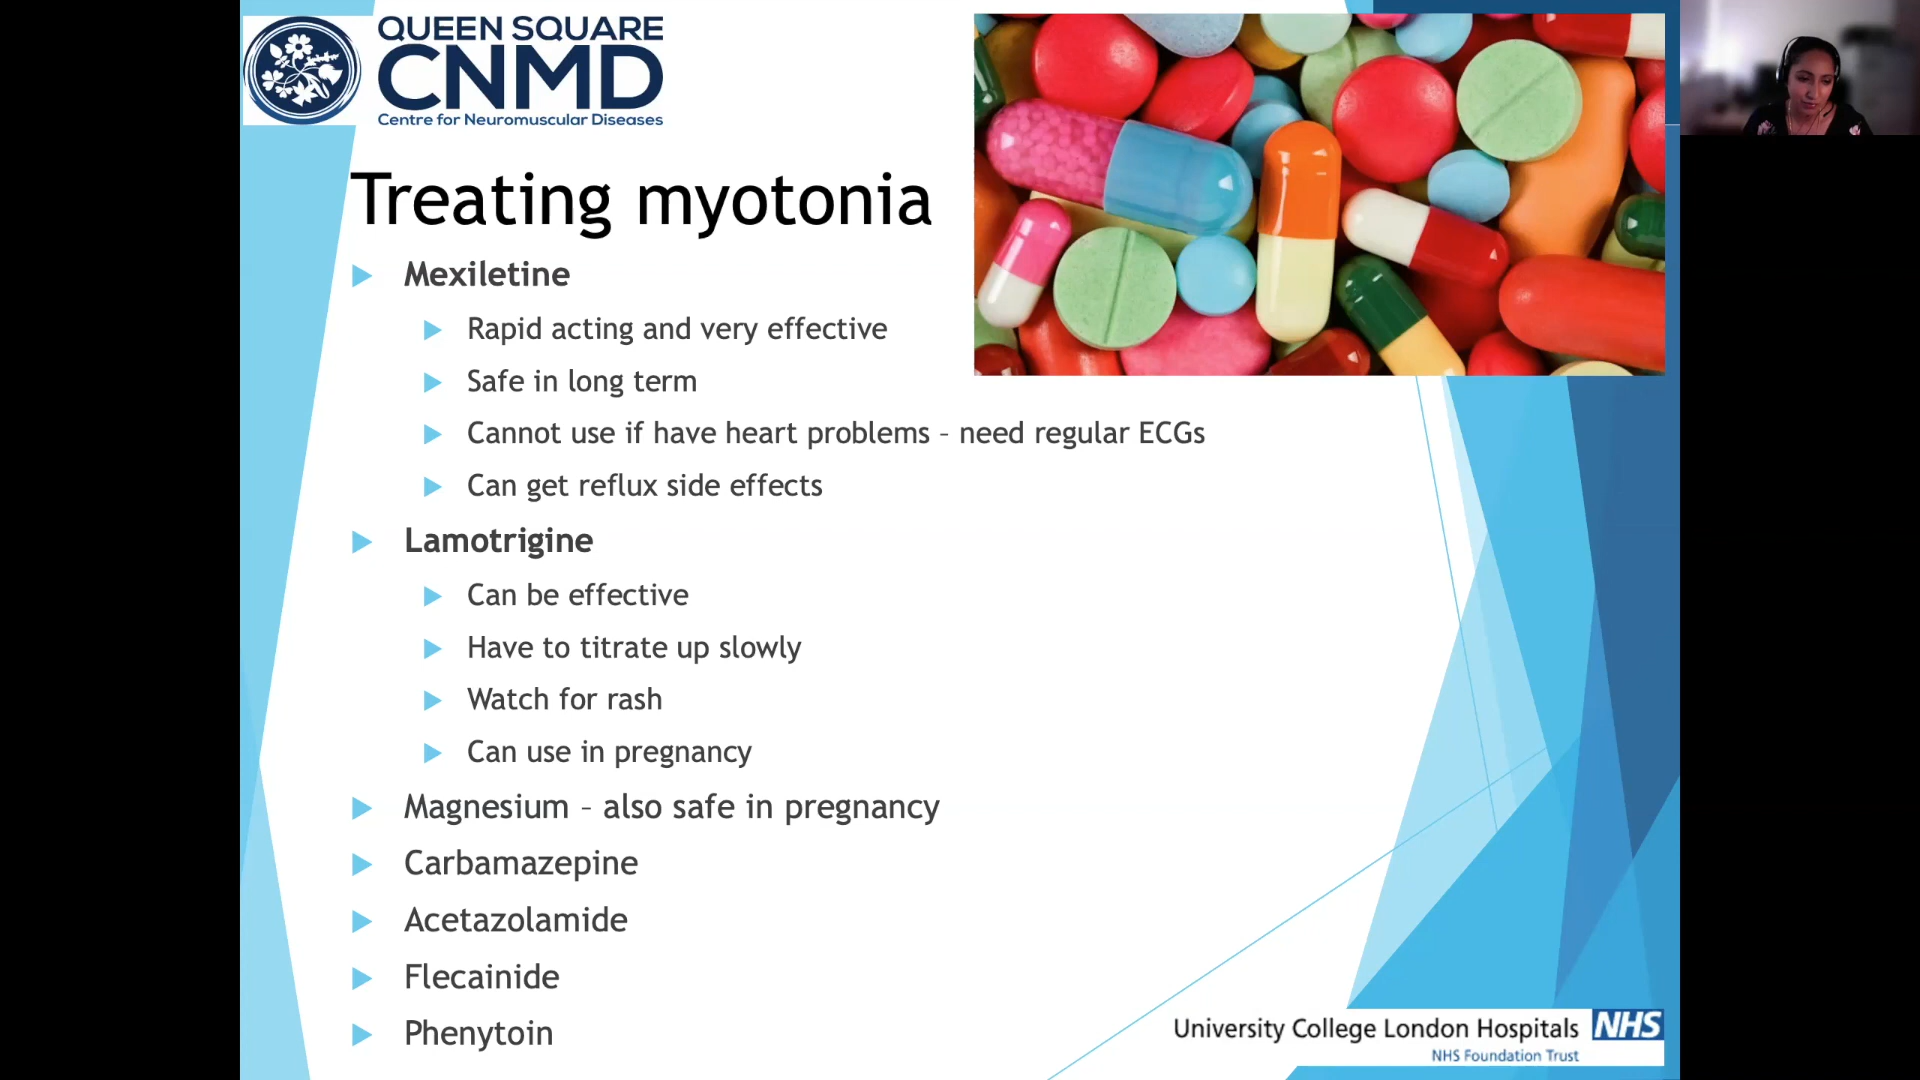 QUEEN SQUARE
CNMD
Centre for Neuromuscular Diseases
Treating myotonia
Mexiletine
Rapid acting and very effective
Safe in long term
Cannot use if have heart problems – need regular ECGs
Can get reflux side effects
Lamotrigine
Can be effective
Have to titrate up slowly
Watch for rash
Can use in pregnancy
Magnesium – also safe in pregnancy
Carbamazepine
Acetazolamide
Flecainide
Phenytoin
University College London Hospitals NHS
NHS Foundation Trust